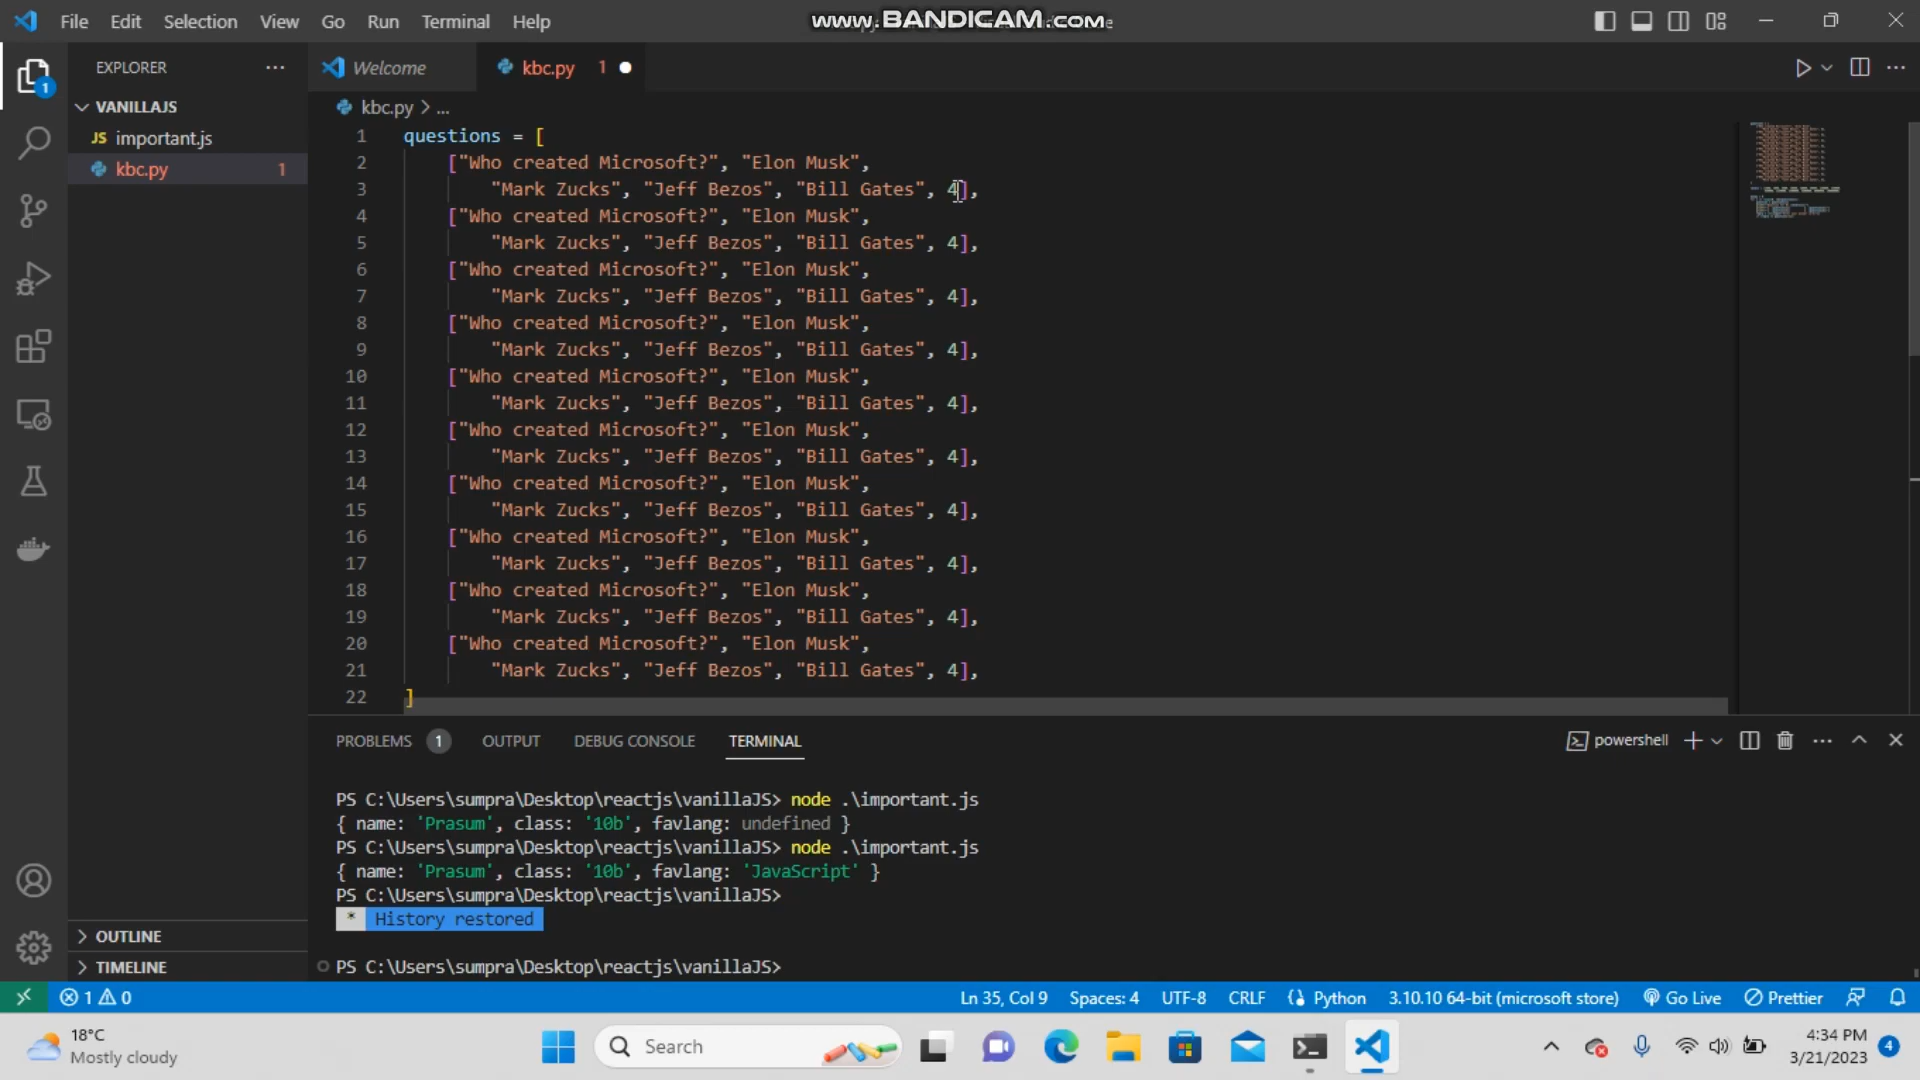 File Edit Selection View Go Run Terminal Help
www.BANDICAM.com
EXPLORER
Welcome
kbc.py 1
VANILLAJS
JS important.js
kbc.py 1
kbc.py > ...
1 questions = [
2 ["Who created Microsoft?", "Elon Musk",
3 "Mark Zucks", "Jeff Bezos", "Bill Gates", 4],
4 ["Who created Microsoft?", "Elon Musk",
5 "Mark Zucks", "Jeff Bezos", "Bill Gates", 4],
6 ["Who created Microsoft?", "Elon Musk",
7 "Mark Zucks", "Jeff Bezos", "Bill Gates", 4],
8 ["Who created Microsoft?", "Elon Musk",
9 "Mark Zucks", "Jeff Bezos", "Bill Gates", 4],
10 ["Who created Microsoft?", "Elon Musk",
11 "Mark Zucks", "Jeff Bezos", "Bill Gates", 4],
12 ["Who created Microsoft?", "Elon Musk",
13 "Mark Zucks", "Jeff Bezos", "Bill Gates", 4],
14 ["Who created Microsoft?", "Elon Musk",
15 "Mark Zucks", "Jeff Bezos", "Bill Gates", 4],
16 ["Who created Microsoft?", "Elon Musk",
17 "Mark Zucks", "Jeff Bezos", "Bill Gates", 4],
18 ["Who created Microsoft?", "Elon Musk",
19 "Mark Zucks", "Jeff Bezos", "Bill Gates", 4],
20 ["Who created Microsoft?", "Elon Musk",
21 "Mark Zucks", "Jeff Bezos", "Bill Gates", 4],
22 ]
PROBLEMS 1 OUTPUT DEBUG CONSOLE TERMINAL
powershell
PS C:\Users\sumpra\Desktop\reactjs\vanillaJS> node .\important.js
{ name: 'Prasum', class: '10b', favlang: undefined }
PS C:\Users\sumpra\Desktop\reactjs\vanillaJS> node .\important.js
{ name: 'Prasum', class: '10b', favlang: 'JavaScript' }
PS C:\Users\sumpra\Desktop\reactjs\vanillaJS>
* History restored
PS C:\Users\sumpra\Desktop\reactjs\vanillaJS>
OUTLINE
TIMELINE
1 0
Ln 35, Col 9 Spaces: 4 UTF-8 CRLF Python 3.10.10 64-bit (microsoft store) Go Live Prettier
18°C
Mostly cloudy
Search
4:34 PM
3/21/2023
4